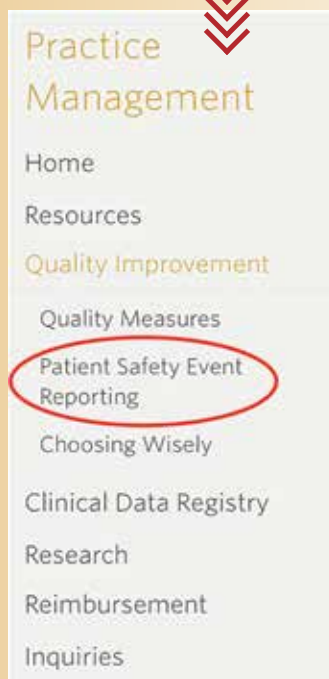 Practice
Management
Home
Resources
Quality Improvement
Quality Measures
Patient Safety Event
Reporting
Choosing Wisely
Clinical Data Registry
Research
Reimbursement
Inquiries